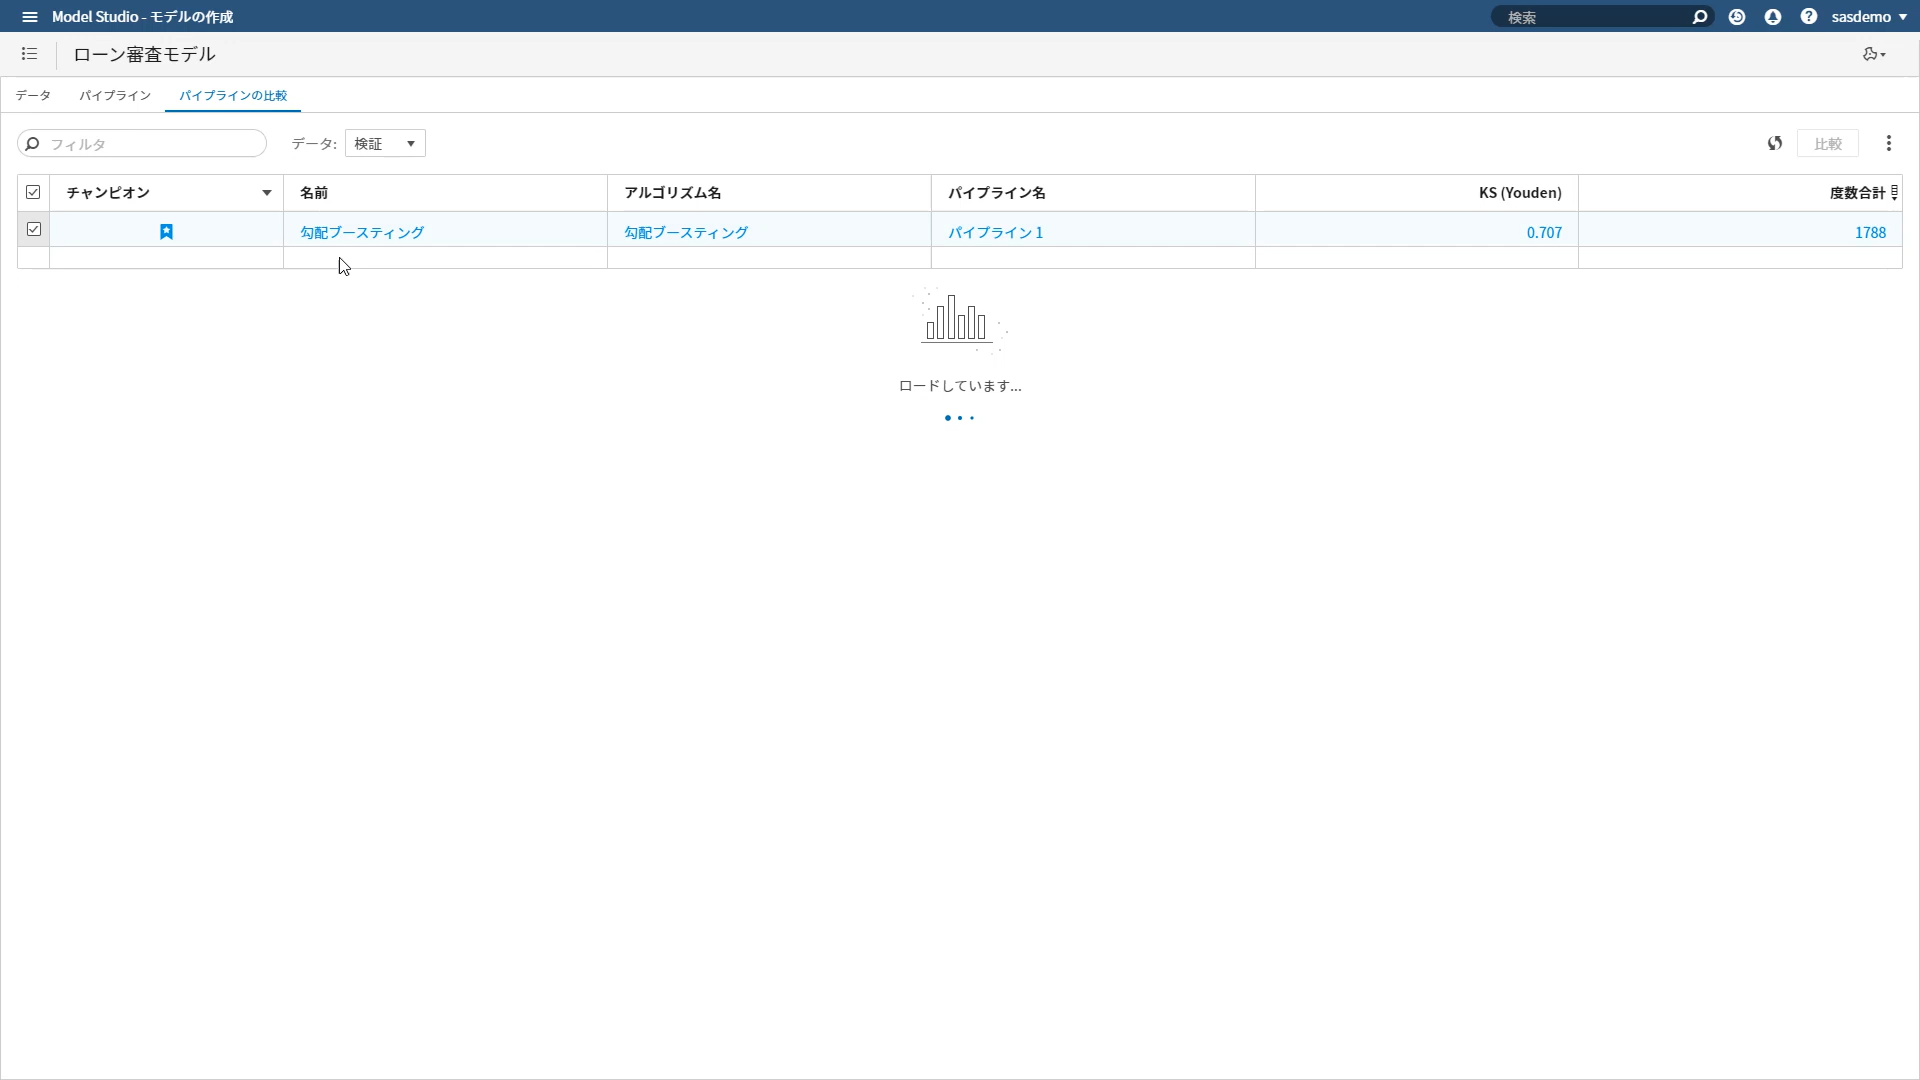 Model Studio - モデルの作成
検索
sasdemo
ローン審査モデル
データ パイプライン パイプラインの比較
フィルタ データ: 検証 比較
チャンピオン 名前 アルゴリズム名 パイプライン名 KS (Youden) 度数合計
勾配ブースティング 勾配ブースティング パイプライン 1 0.707 1788
ロードしています...